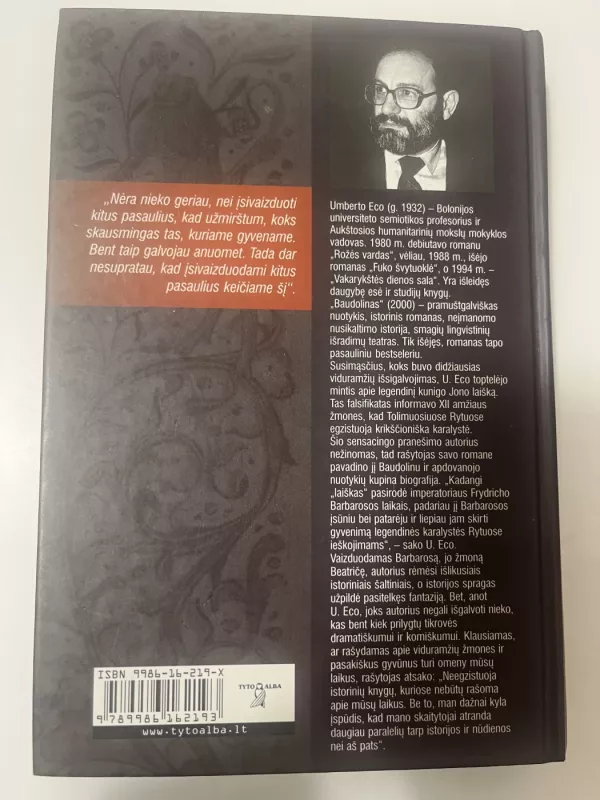 „Nėra nieko geriau, nei įsivaizduoti
kitus pasaulius, kad užmirštum, koks
skausmingas tas, kuriame gyvename.
Bent taip galvojau anuomet. Tada dar
nesupratau, kad įsivaizduodami kitus
pasaulius keičiame šį“.
Umberto Eco (g. 1932) – Bolonijos
universiteto semiotikos profesorius ir
Aukštosios humanitarinių mokslų mokyklos
vadovas. 1980 m. debiutavo romanu
„Rožės vardas“, vėliau, 1988 m., išėjo
romanas „Fuko švytuoklė“, o 1994 m. –
„Vakarykštės dienos sala“. Yra išleidęs
daugybę esė ir studijų knygų.
„Baudolinas“ (2000) – pramuštgalviškas
nuotykis, istorinis romanas, neįmanomo
nusikaltimo istorija, smagių lingvistinių
išradimų teatras. Tik išėjęs, romanas tapo
pasauliniu bestseleriu.
Susimąsčius, koks buvo didžiausias
viduramžių išsigalvojimas, U. Eco toptelėjo
mintis apie legendinį kunigo Jono laišką.
Tas falsifikatas informavo XII amžiaus
žmones, kad Tolimuosiuose Rytuose
egzistuoja krikščioniška karalystė.
Šio sensacingo pranešimo autorius
nežinomas, tad rašytojas savo romane
pavadino jį Baudolinu ir apdovanojo
nuotykių kupina biografija. „Kadangi
„laiškas“ pasirodė imperatoriaus Frydricho
Barbarosos laikais, padariau jį Barbarosos
įsūniu bei patarėju ir liepiau jam skirti
gyvenimą legendinės karalystės Rytuose
ieškojimams“, – sako U. Eco.
Vaizduodamas Barbarosą, jo žmoną
Beatričę, autorius rėmėsi išlikusiais
istoriniais šaltiniais, o istorijos spragas
užpildė pasitelkęs fantaziją. Bet, anot
U. Eco, joks autorius negali išgalvoti nieko,
kas bent kiek prilygtų tikrovės
dramatiškumui ir komiškumui. Klausiamas,
ar rašydamas apie viduramžių žmones ir
pasakiškus gyvūnus turi omeny mūsų
laikus, rašytojas atsako: „Neegzistuoja
istorinių knygų, kuriose nebūtų rašoma
apie mūsų laikus. Be to, man dažnai kyla
įspūdis, kad mano skaitytojai atranda
daugiau paralelių tarp istorijos ir nūdienos
nei aš pats“.
ISBN 9986-16-219-X
9 789986 162193
TYTO ALBA
www.tytoalba.lt